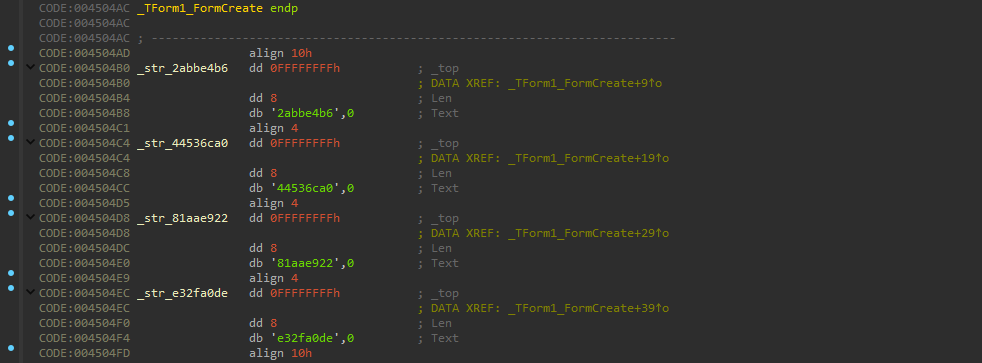 CODE:004504AC _TForm1_FormCreate endp
CODE:004504AC
CODE:004504AC ; ---------------------------------------------------------------------------
CODE:004504AD align 10h
CODE:004504B0 _str_2abbe4b6 dd 0FFFFFFFFh ; _top
CODE:004504B0 ; DATA XREF: _TForm1_FormCreate+9↑o
CODE:004504B4 dd 8 ; Len
CODE:004504B8 db '2abbe4b6',0 ; Text
CODE:004504C1 align 4
CODE:004504C4 _str_44536ca0 dd 0FFFFFFFFh ; _top
CODE:004504C4 ; DATA XREF: _TForm1_FormCreate+19↑o
CODE:004504C8 dd 8 ; Len
CODE:004504CC db '44536ca0',0 ; Text
CODE:004504D5 align 4
CODE:004504D8 _str_81aae922 dd 0FFFFFFFFh ; _top
CODE:004504D8 ; DATA XREF: _TForm1_FormCreate+29↑o
CODE:004504DC dd 8 ; Len
CODE:004504E0 db '81aae922',0 ; Text
CODE:004504E9 align 4
CODE:004504EC _str_e32fa0de dd 0FFFFFFFFh ; _top
CODE:004504EC ; DATA XREF: _TForm1_FormCreate+39↑o
CODE:004504F0 dd 8 ; Len
CODE:004504F4 db 'e32fa0de',0 ; Text
CODE:004504FD align 10h